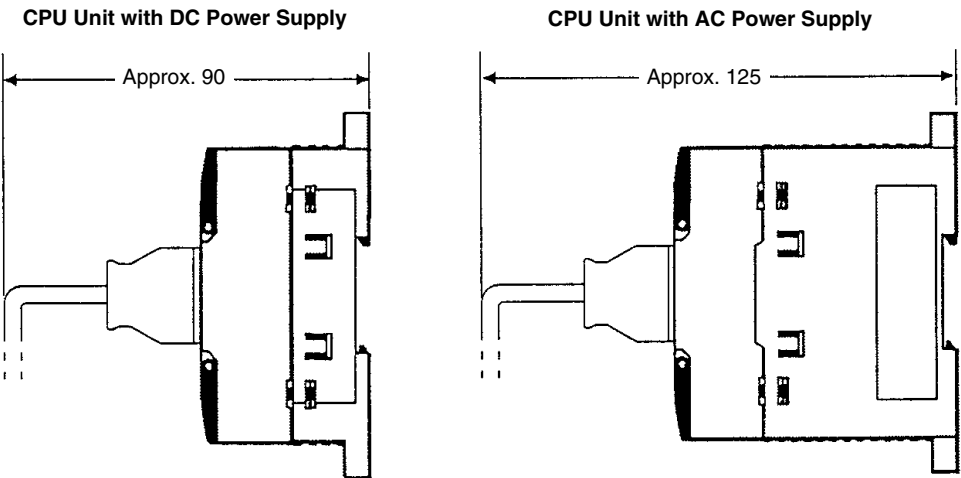 CPU Unit with DC Power Supply
CPU Unit with AC Power Supply
Approx. 90
Approx. 125